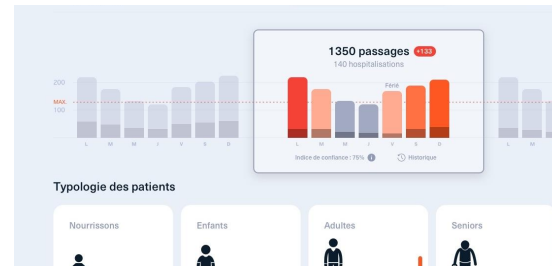 1350 passages +133
140 hospitalisations
200
Férié
MAX.
100
L M M J V S D
L M M J V S D
L M
Indice de confiance : 75% i Historique
Typologie des patients
Nourrissons Enfants Adultes Seniors